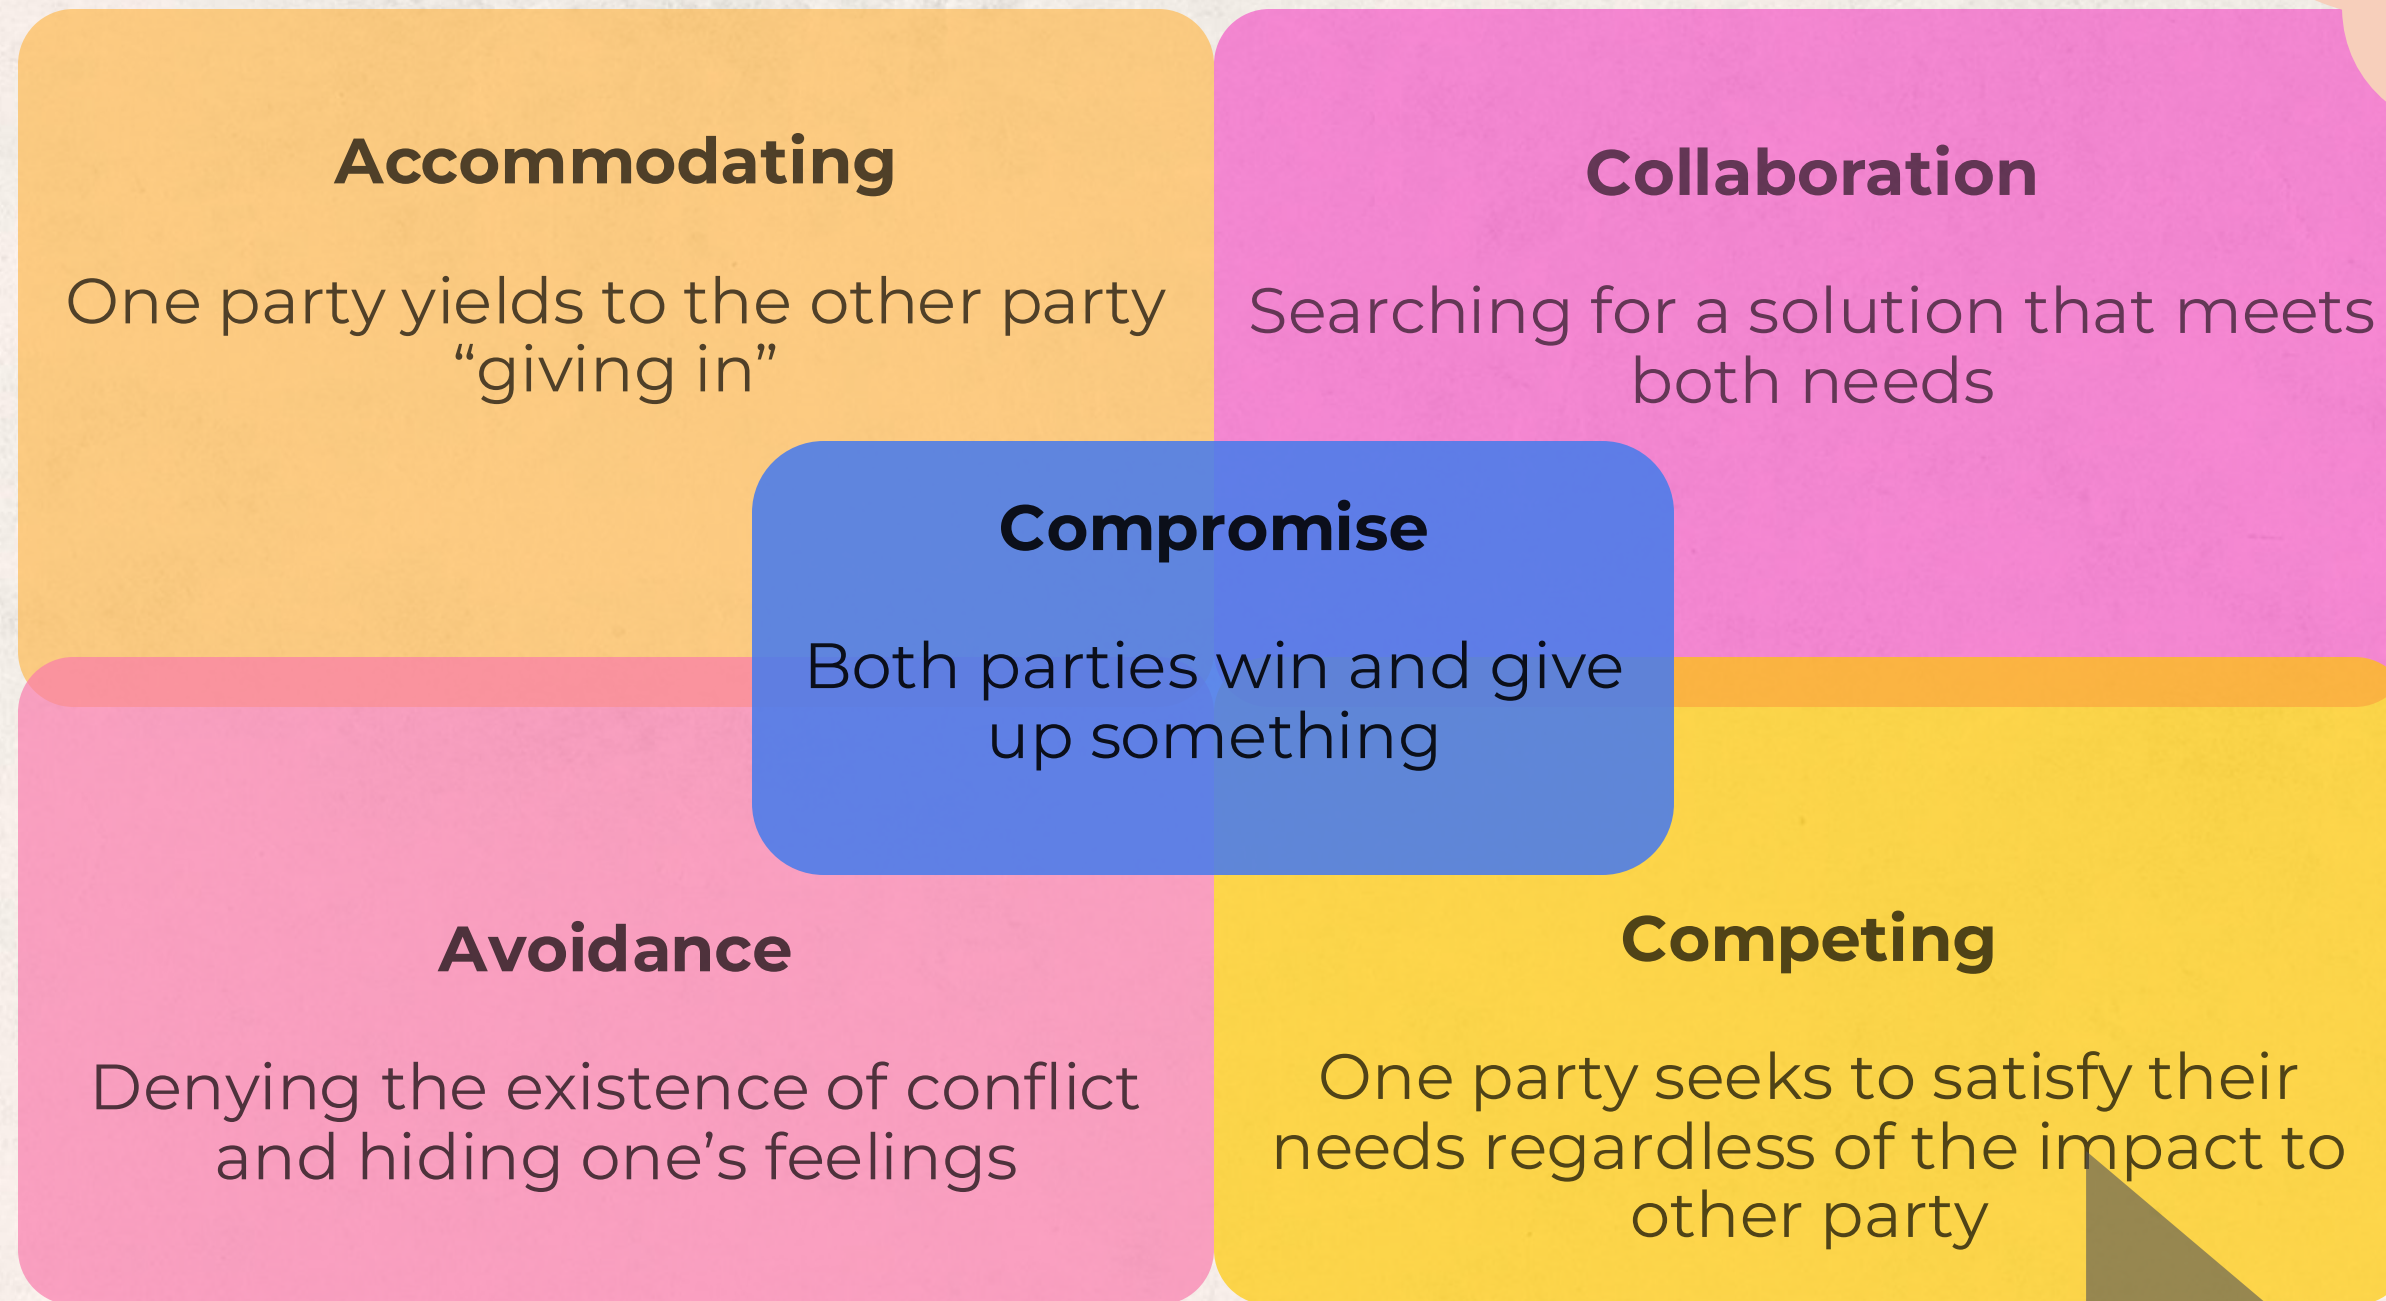 Accommodating
One party yields to the other party
“giving in”
Collaboration
Searching for a solution that meets
both needs
Compromise
Both parties win and give
up something
Avoidance
Denying the existence of conflict
and hiding one’s feelings
Competing
One party seeks to satisfy their
needs regardless of the impact to
other party